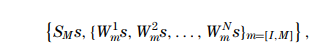 {S_M s, {W_m^1 s, W_m^2 s, ..., W_m^N s}_{m=[I,M]}},